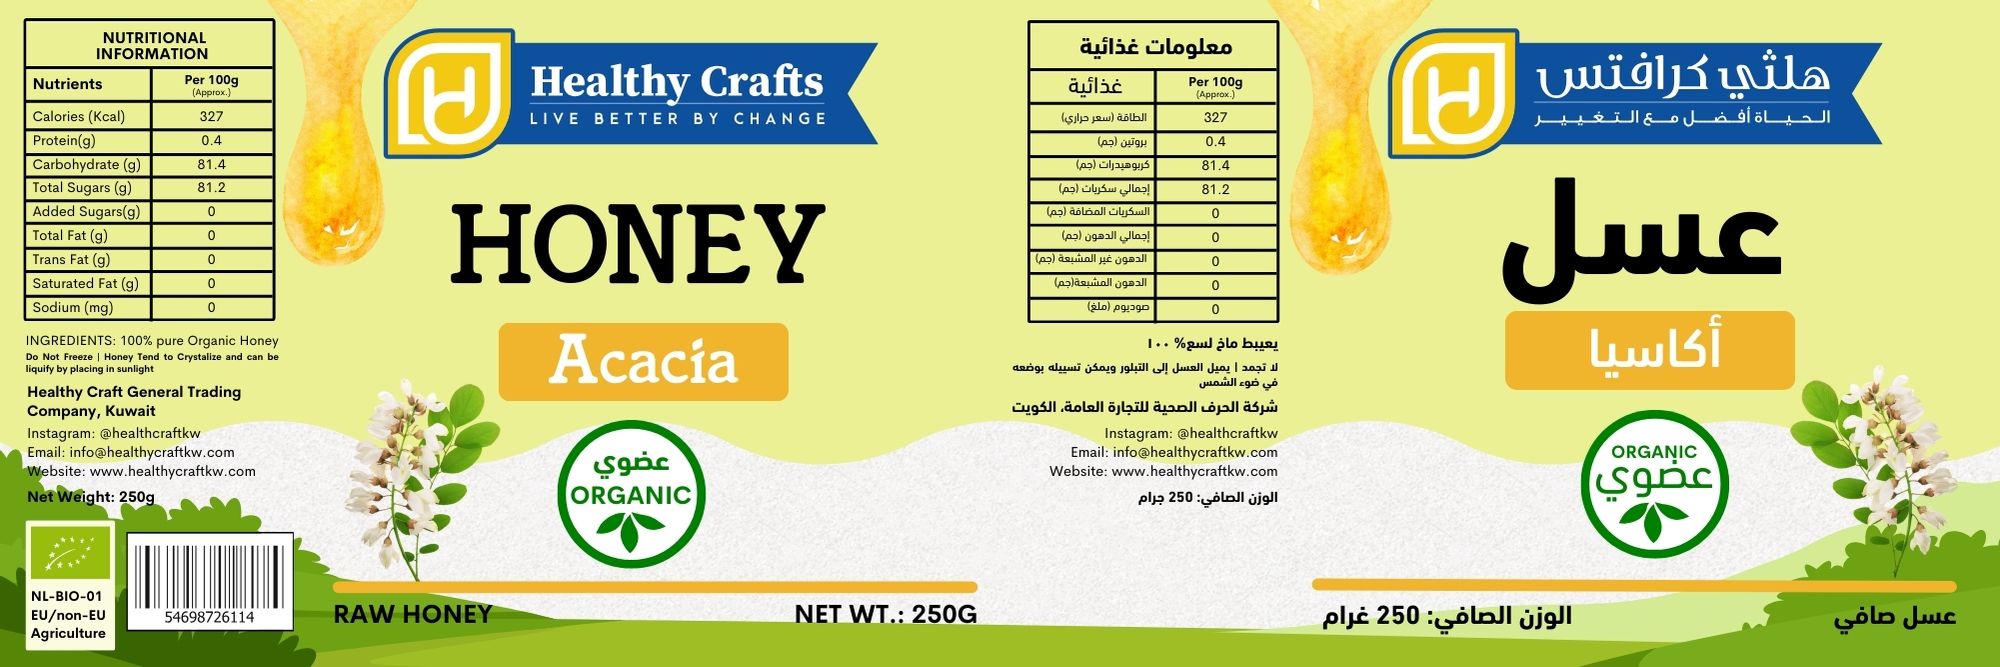 NUTRITIONAL
INFORMATION
Nutrients
Per 100g
(Approx.)
Calories (Kcal) 327
Protein(g) 0.4
Carbohydrate (g) 81.4
Total Sugars (g) 81.2
Added Sugars(g) 0
Total Fat (g) 0
Trans Fat (g) 0
Saturated Fat (g) 0
Sodium (mg) 0
INGREDIENTS: 100% pure Organic Honey
Do Not Freeze | Honey Tend to Crystalize and can be
liquify by placing in sunlight
Healthy Craft General Trading
Company, Kuwait
Instagram: @healthcraftkw
Email: info@healthycraftkw.com
Website: www.healthycraftkw.com
Net Weight: 250g
NL-BIO-01
EU/non-EU
Agriculture
54698726114
Healthy Crafts
LIVE BETTER BY CHANGE
HONEY
Acacia
عضوي
ORGANIC
RAW HONEY
NET WT.: 250G
معلومات غذائية
غذائية
Per 100g
(Approx.)
الطاقة (سعر حراري) 327
بروتين (جم) 0.4
كربوهيدرات (جم) 81.4
إجمالي سكريات (جم) 81.2
السكريات المضافة (جم) 0
إجمالي الدهون (جم) 0
الدهون غير المشبعة (جم) 0
الدهون المشبعة(جم) 0
صوديوم (ملغ) 0
يعيبط ماخ لسع% ١٠٠
لا تجمد | يميل العسل إلى التبلور ويمكن تسييله بوضعه
في ضوء الشمس
شركة الحرف الصحية للتجارة العامة، الكويت
Instagram: @healthcraftkw
Email: info@healthycraftkw.com
Website: www.healthycraftkw.com
الوزن الصافي: 250 جرام
هلثي كرافتس
الحياة أفضل مع التغيير
عسل
أكاسيا
ORGANIC
عضوي
الوزن الصافي: 250 غرام
عسل صافي